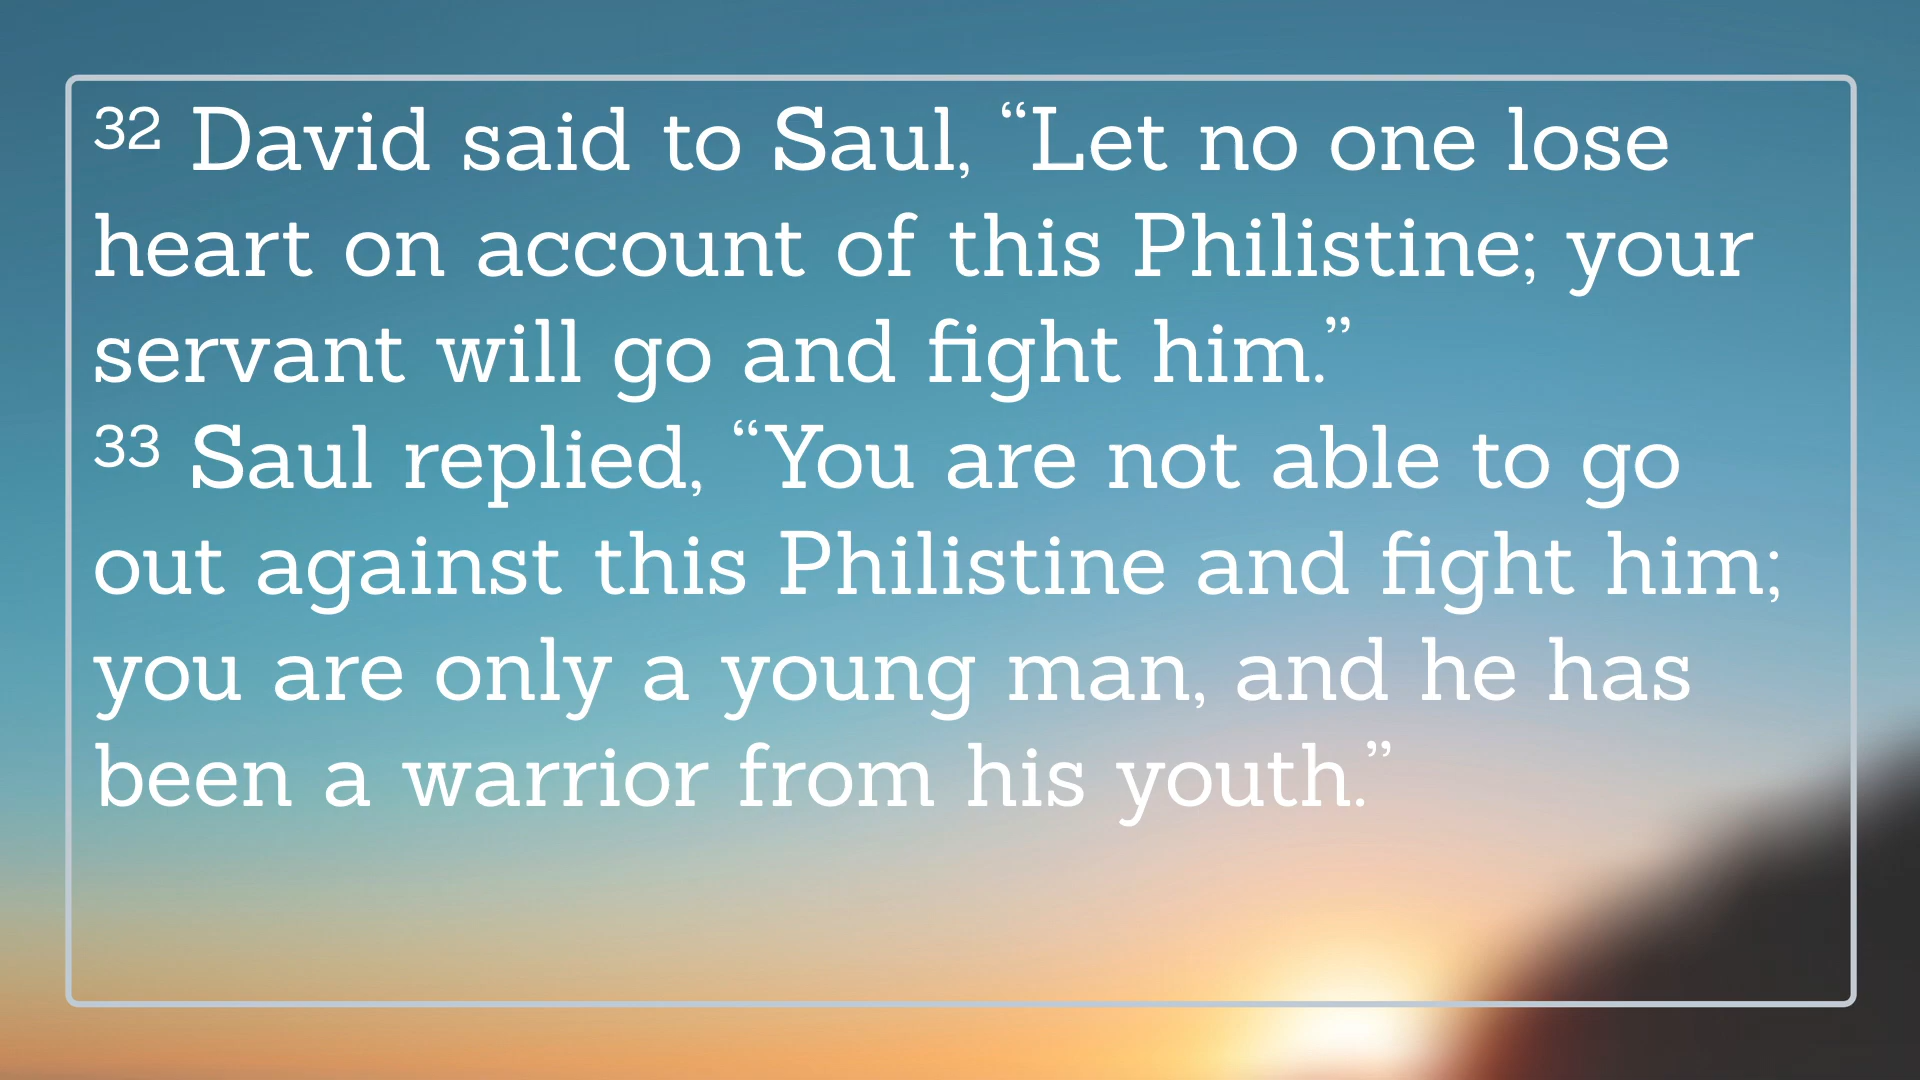 32 David said to Saul, “Let no one lose
heart on account of this Philistine; your
servant will go and fight him.”
33 Saul replied, “You are not able to go
out against this Philistine and fight him;
you are only a young man, and he has
been a warrior from his youth.”